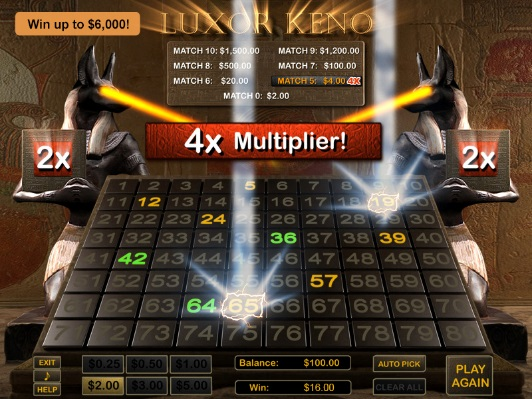 LUXOR KENO
Win up to $6,000!
MATCH 10: $1,500.00 MATCH 9: $1,200.00
MATCH 8: $500.00 MATCH 7: $100.00
MATCH 6: $20.00 MATCH 5: $4.00 4X
MATCH 0: $2.00
4x Multiplier!
2x 2x
1 2 3 4 5 6 7 8
11 12 13 14 15 16 17 18 19 20
21 22 23 24 25 26 27 28 29 30
31 32 33 34 35 36 37 38 39 40
41 42 43 44 45 46 47 48 49 50
51 52 53 54 55 56 57 58 59 60
61 62 63 64 65 66 67 68 69 70
71 72 73 74 75 76 77 78 79 80
EXIT $0.25 $0.50 $1.00 Balance: $100.00 AUTO PICK PLAY AGAIN
♪
HELP $2.00 $3.00 $5.00 Win: $16.00 CLEAR ALL